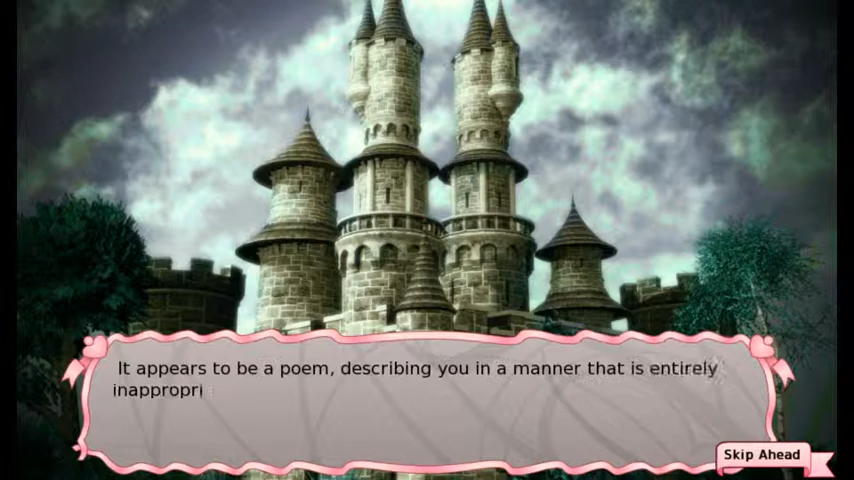 It appears to be a poem, describing you in a manner that is entirely
inappropri
Skip Ahead